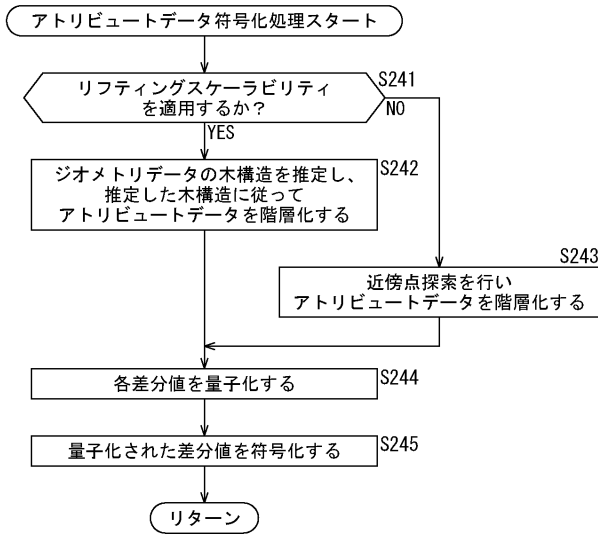 アトリビュートデータ符号化処理スタート
リフティングスケーラビリティ
を適用するか？
S241
NO
YES
ジオメトリデータの木構造を推定し、
推定した木構造に従って
アトリビュートデータを階層化する
S242
S243
近傍点探索を行い
アトリビュートデータを階層化する
各差分値を量子化する
S244
量子化された差分値を符号化する
S245
リターン